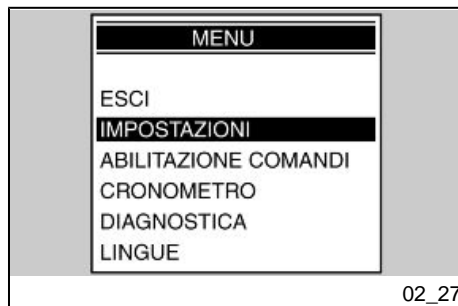 MENU
ESCI
IMPOSTAZIONI
ABILITAZIONE COMANDI
CRONOMETRO
DIAGNOSTICA
LINGUE
02_27